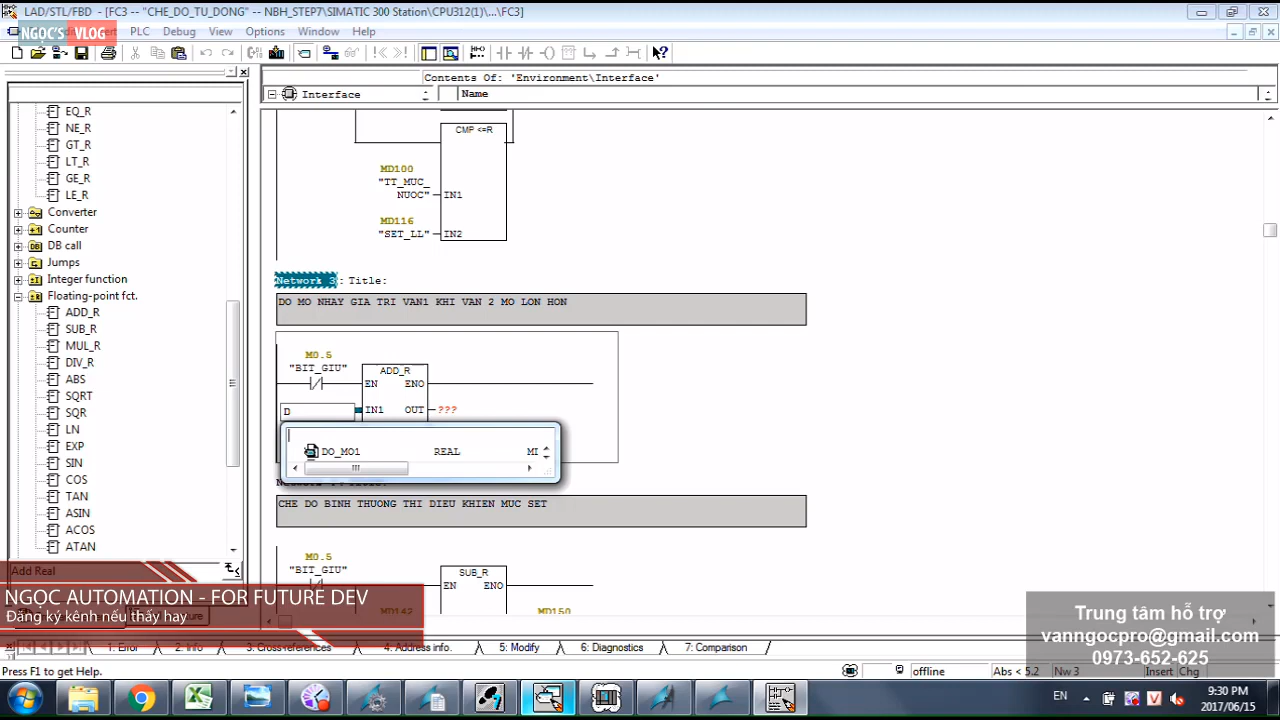 LAD/STL/FBD - [FC3 -- "CHE_DO_TU_DONG" -- NBH_STEP7\SIMATIC 300 Station\CPU312(1)\...\FC3]
NGỌC'S VLOG
PLC Debug View Options Window Help
Contents Of: 'Environment\Interface'
Interface
Name
EQ_R
NE_R
GT_R
LT_R
GE_R
LE_R
Converter
Counter
DB call
Jumps
Integer function
Floating-point fct.
ADD_R
SUB_R
MUL_R
DIV_R
ABS
SQRT
SQR
LN
EXP
SIN
COS
TAN
ASIN
ACOS
ATAN
Add Real
CMP <=R
MD100
"TT_MUC_
NUOC"
IN1
MD116
"SET_LL"
IN2
Network 3: Title:
DO MO NHAY GIA TRI VAN1 KHI VAN 2 MO LON HON
M0.5
"BIT_GIU"
ADD_R
EN ENO
D
IN1 OUT ???
DO_MO1 REAL MI
CHE DO BINH THUONG THI DIEU KHIEN MUC SET
M0.5
"BIT_GIU"
SUB_R
EN ENO
MD142
MD150
NGỌC AUTOMATION - FOR FUTURE DEV
Đăng ký kênh nếu thấy hay
Trung tâm hỗ trợ
vanngocpro@gmail.com
0973-652-625
1: Error 2: Info 3: Cross-references 4: Address info. 5: Modify 6: Diagnostics 7: Comparison
Press F1 to get Help.
offline
Abs < 5.2
Nw 3
Insert
Chg
EN
9:30 PM
2017/06/15